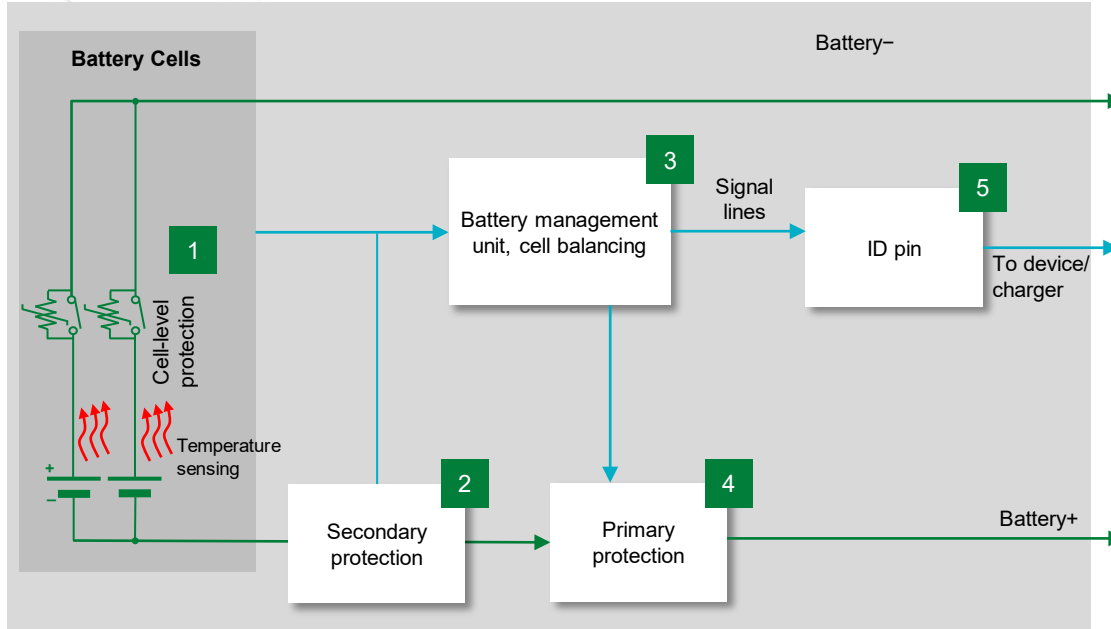 Battery Cells
Battery−
1
Cell-level
protection
Temperature
sensing
+
−
3
Battery management
unit, cell balancing
Signal
lines
5
ID pin
To device/
charger
2
Secondary
protection
4
Primary
protection
Battery+